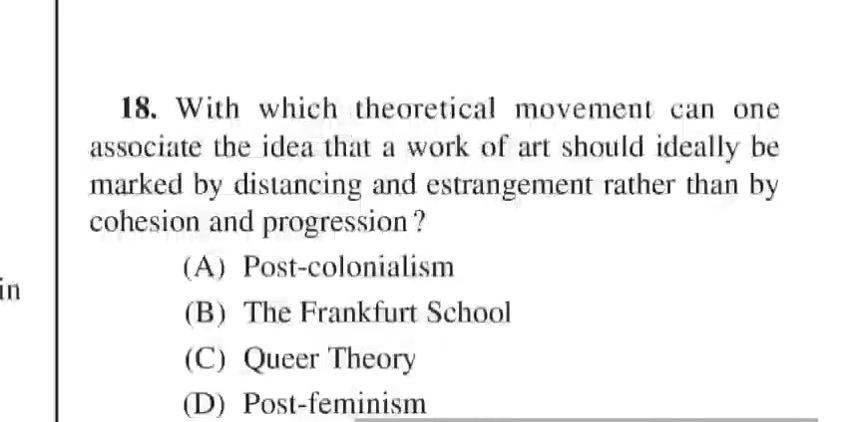 18. With which theoretical movement can one
associate the idea that a work of art should ideally be
marked by distancing and estrangement rather than by
cohesion and progression ?
(A) Post-colonialism
in
(B) The Frankfurt School
(C) Queer Theory
(D) Post-feminism